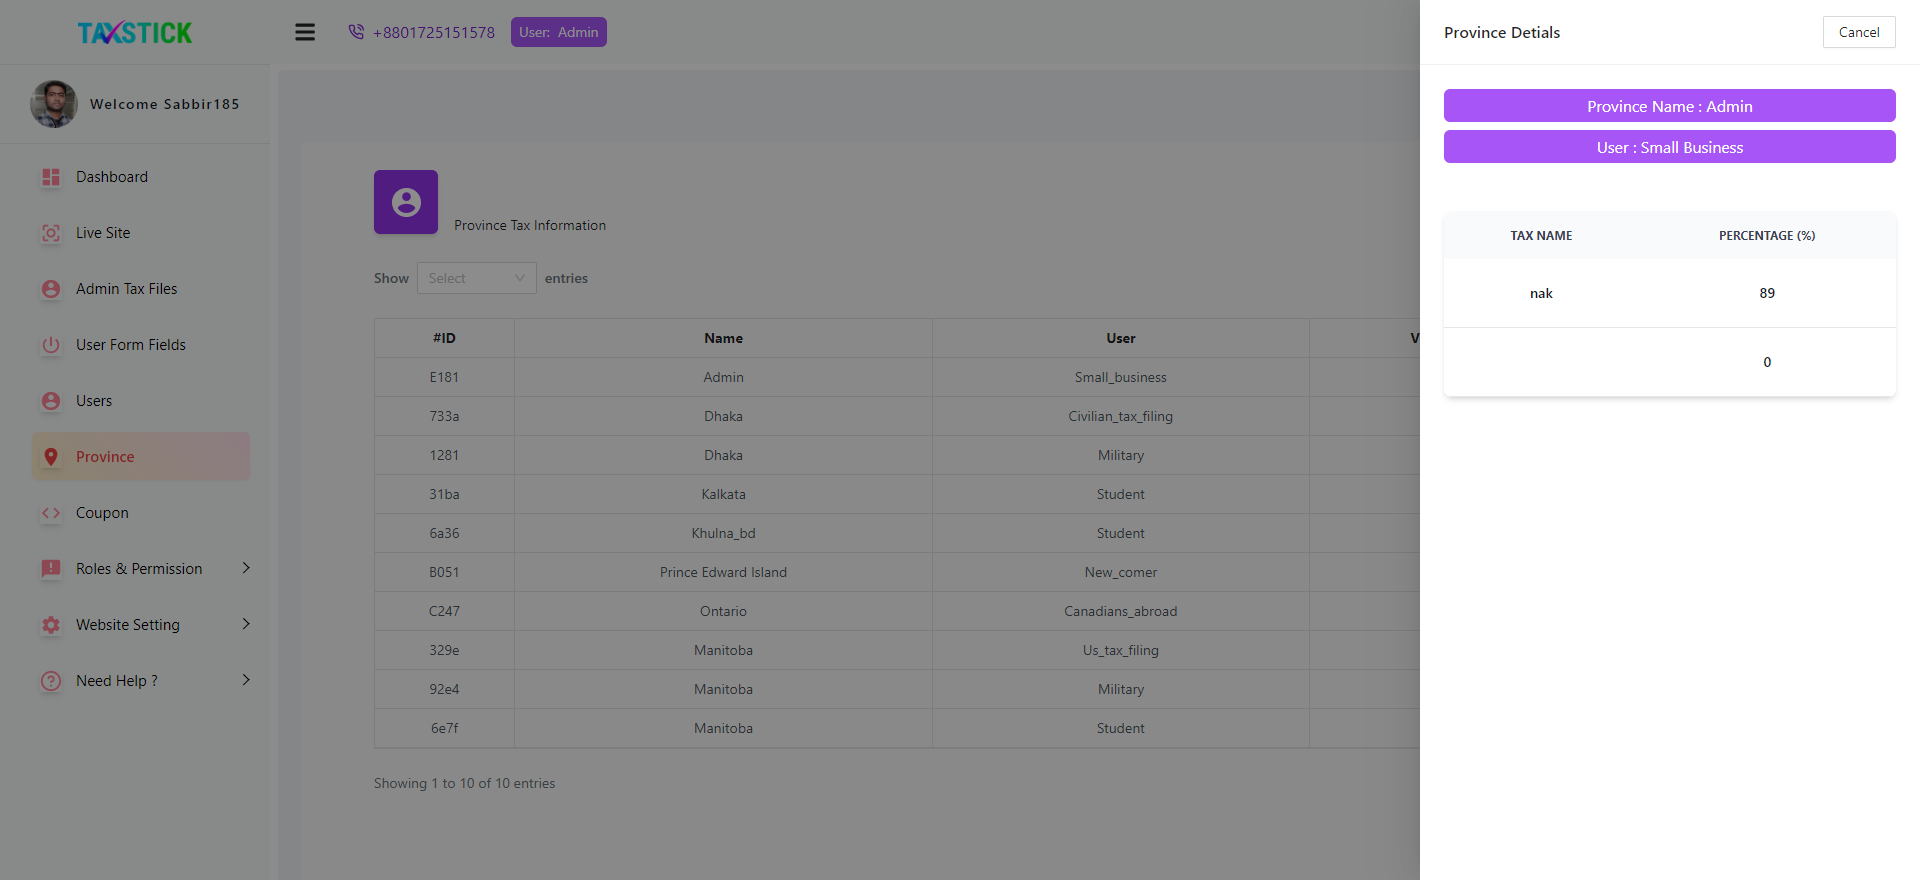 TAXSTICK
+8801725151578
User: Admin
Welcome Sabbir185
Dashboard
Live Site
Admin Tax Files
User Form Fields
Users
Province
Coupon
Roles & Permission
Website Setting
Need Help ?
Province Tax Information
Show Select entries
#ID Name User V
E181 Admin Small_business
733a Dhaka Civilian_tax_filing
1281 Dhaka Military
31ba Kalkata Student
6a36 Khulna_bd Student
B051 Prince Edward Island New_comer
C247 Ontario Canadians_abroad
329e Manitoba Us_tax_filing
92e4 Manitoba Military
6e7f Manitoba Student
Showing 1 to 10 of 10 entries
Province Detials
Cancel
Province Name : Admin
User : Small Business
TAX NAME PERCENTAGE (%)
nak 89
0